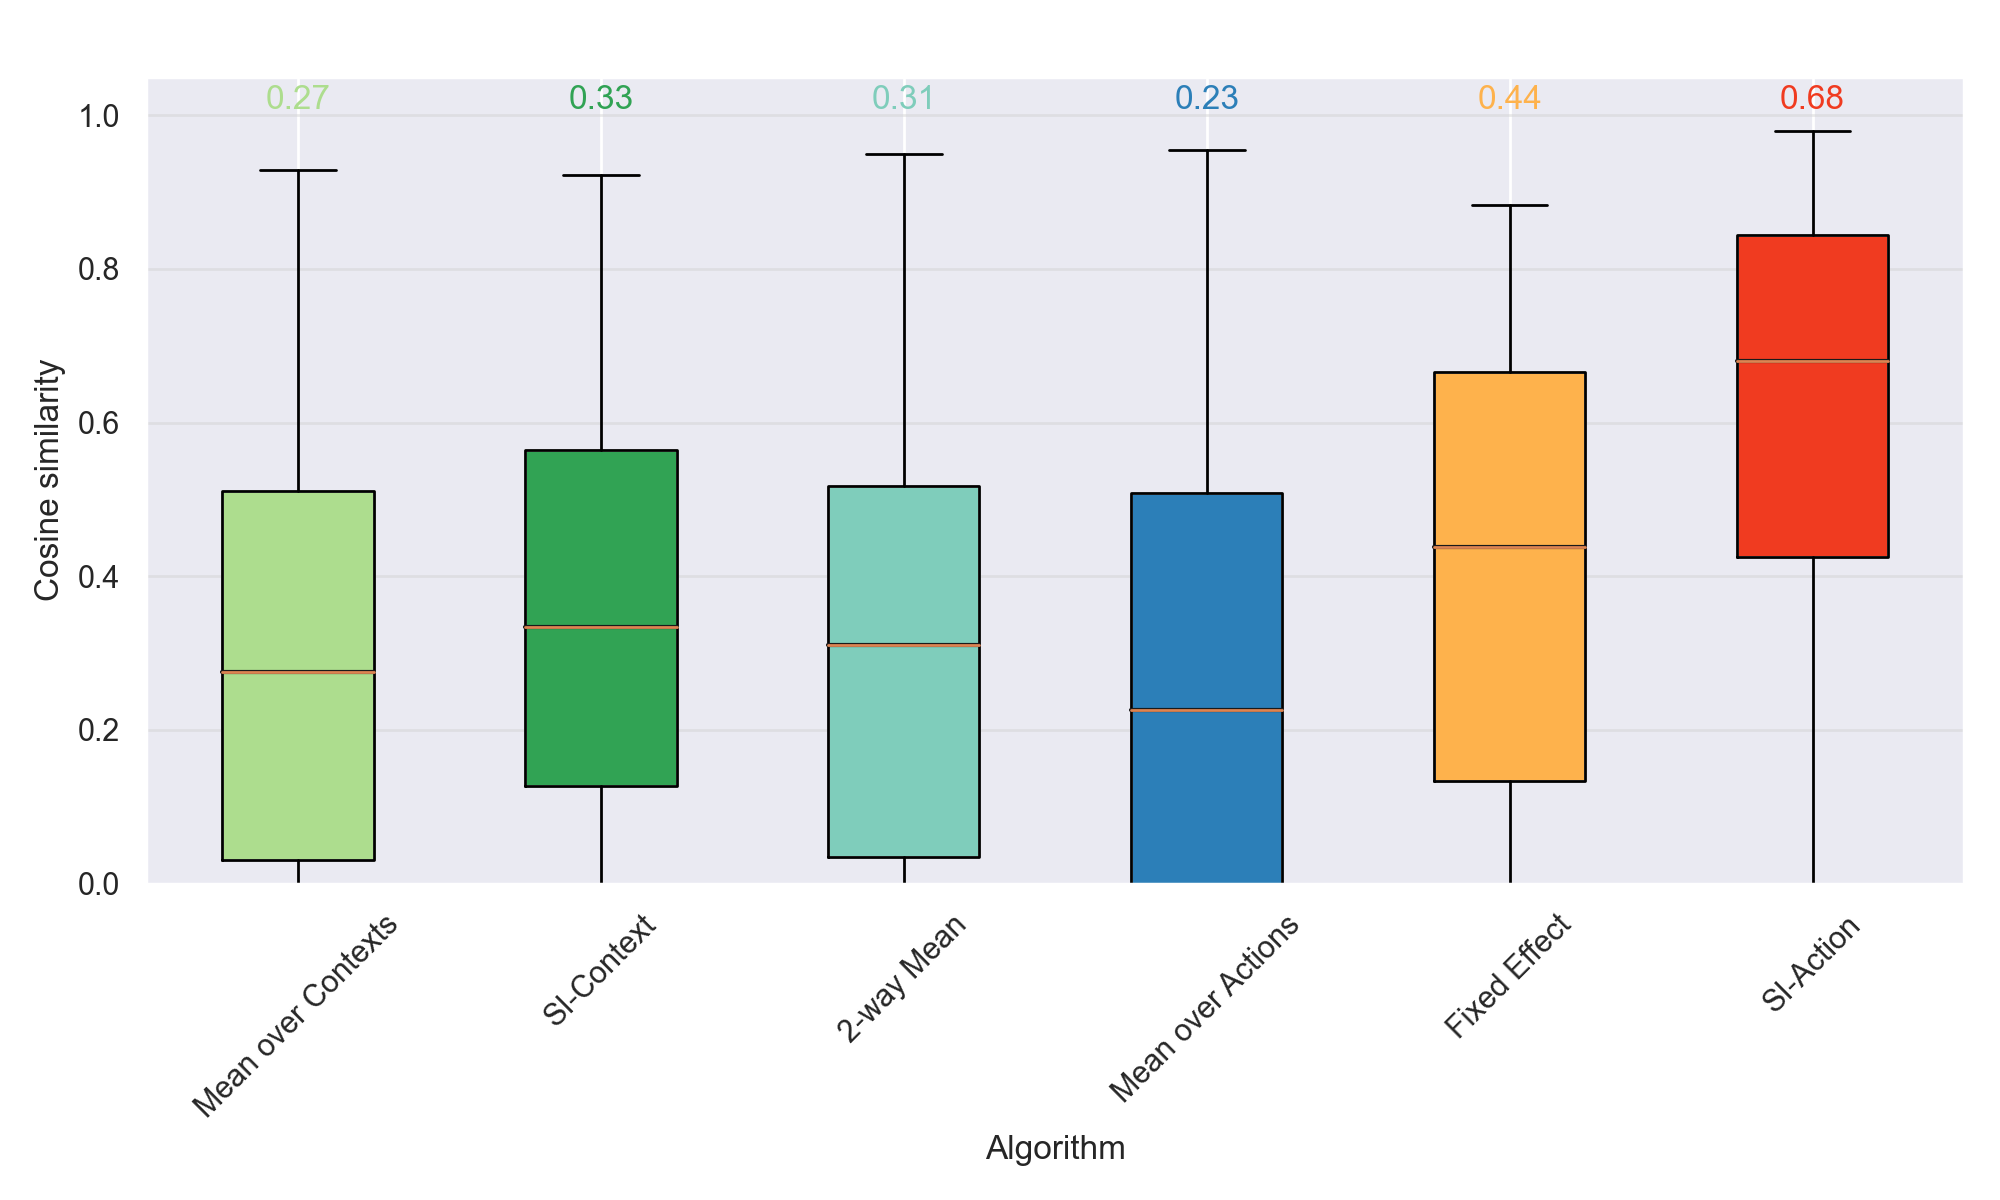 0.27 0.33 0.31 0.23 0.44 0.68
1.0
0.8
0.6
0.4
0.2
0.0
Cosine similarity
Mean over Contexts
SI-Context
2-way Mean
Mean over Actions
Fixed Effect
SI-Action
Algorithm